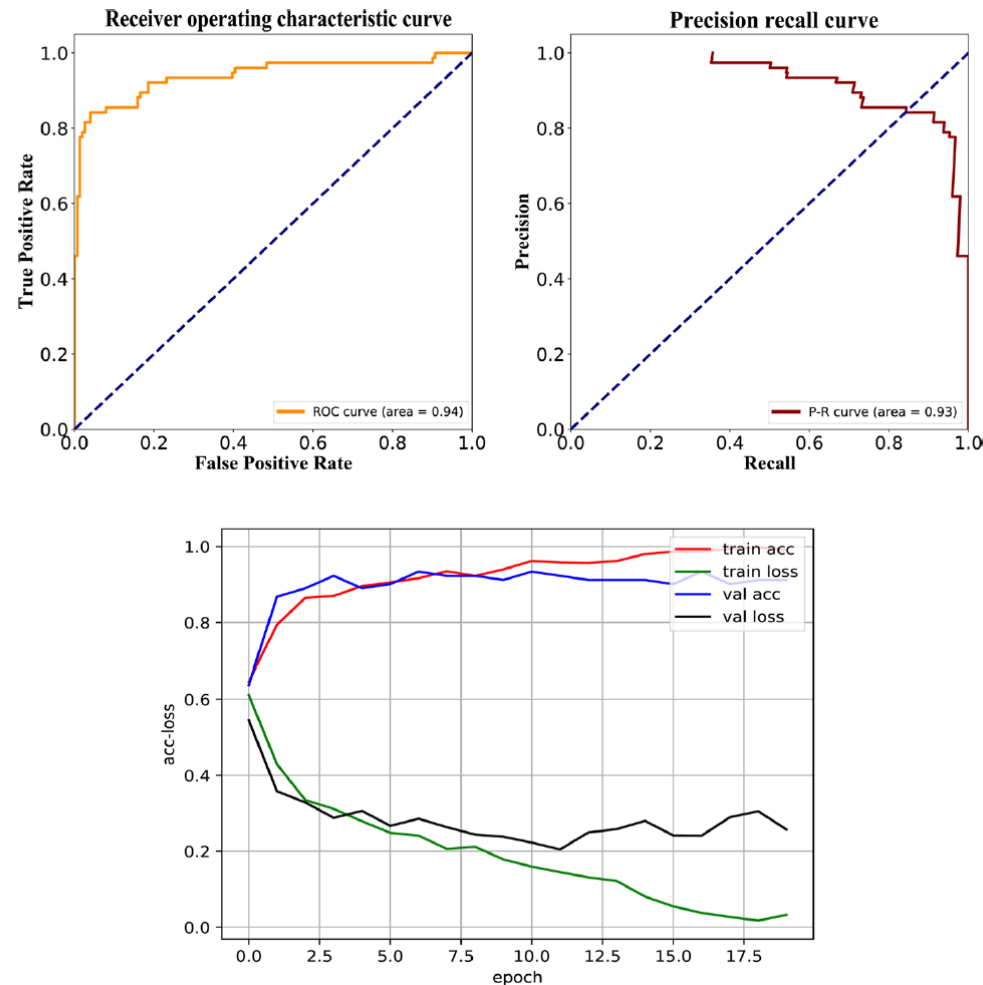 Receiver operating characteristic curve
1.0
0.8
0.6
0.4
0.2
0.0
True Positive Rate
ROC curve (area = 0.94)
0.0 0.2 0.4 0.6 0.8 1.0
False Positive Rate
Precision recall curve
1.0
0.8
0.6
0.4
0.2
0.0
Precision
P-R curve (area = 0.93)
0.0 0.2 0.4 0.6 0.8 1.0
Recall
1.0
0.8
0.6
0.4
0.2
0.0
acc-loss
train acc
train loss
val acc
val loss
0.0 2.5 5.0 7.5 10.0 12.5 15.0 17.5
epoch